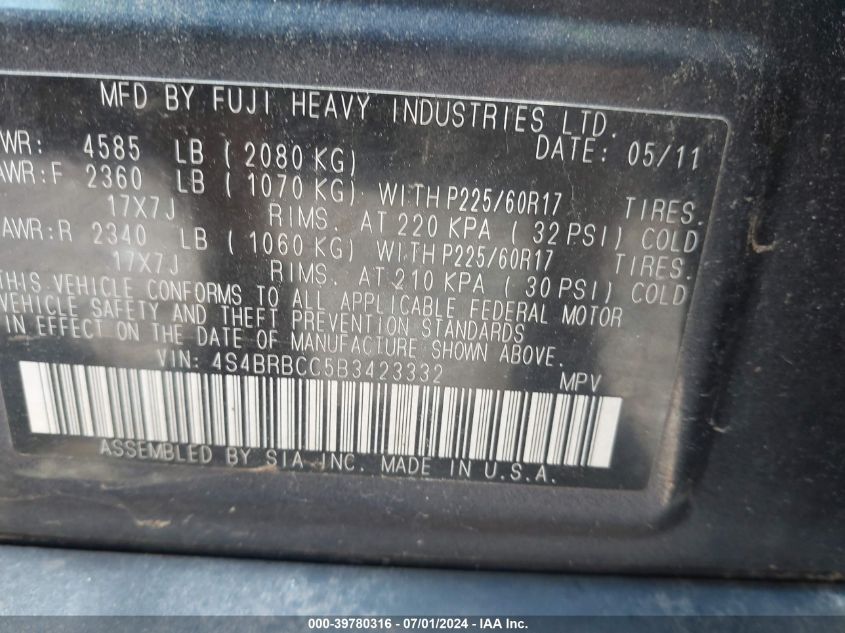 MFD BY FUJI HEAVY INDUSTRIES LTD.
WR: 4585 LB ( 2080 KG) DATE: 05/11
AWR:F 2360 LB ( 1070 KG) WITH P225/60R17 TIRES.
17X7J RIMS. AT 220 KPA ( 32 PSI) COLD
AWR:R 2340 LB ( 1060 KG) WITH P225/60R17 TIRES.
17X7J RIMS. AT 210 KPA ( 30 PSI) COLD
THIS VEHICLE CONFORMS TO ALL APPLICABLE FEDERAL MOTOR
VEHICLE SAFETY AND THEFT PREVENTION STANDARDS
IN EFFECT ON THE DATE OF MANUFACTURE SHOWN ABOVE.
VIN: 4S4BRBCC5B3423332 MPV
ASSEMBLED BY SIA INC. MADE IN U.S.A.
000-39780316 - 07/01/2024 - IAA Inc.